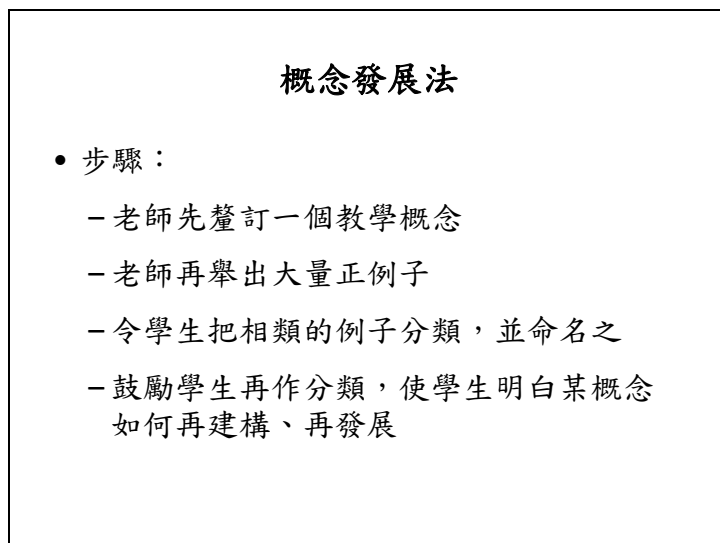 概念發展法
• 步驟：
–老師先釐訂一個教學概念
–老師再舉出大量正例子
–令學生把相類的例子分類，並命名之
–鼓勵學生再作分類，使學生明白某概念
如何再建構、再發展